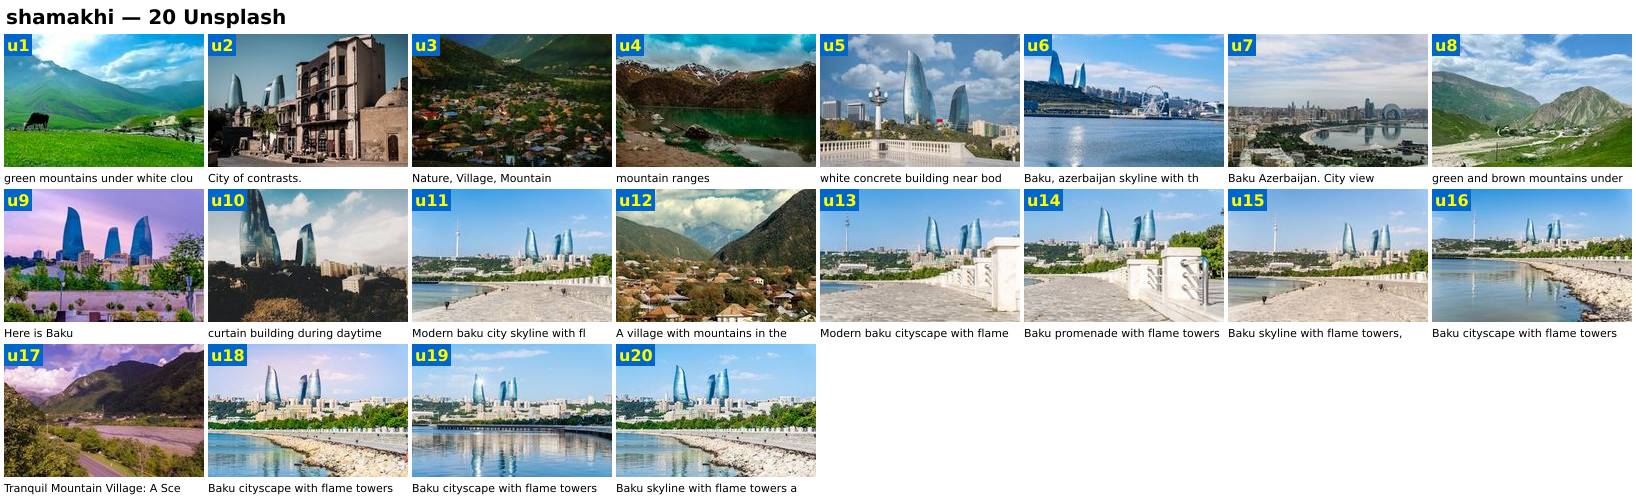 shamakhi — 20 Unsplash
u1
u2
u3
u4
u5
u6
u7
u8
green mountains under white clou
City of contrasts.
Nature, Village, Mountain
mountain ranges
white concrete building near bod
Baku, azerbaijan skyline with th
Baku Azerbaijan. City view
green and brown mountains under
u9
u10
u11
u12
u13
u14
u15
u16
Here is Baku
curtain building during daytime
Modern baku city skyline with fl
A village with mountains in the
Modern baku cityscape with flame
Baku promenade with flame towers
Baku skyline with flame towers,
Baku cityscape with flame towers
u17
u18
u19
u20
Tranquil Mountain Village: A Sce
Baku cityscape with flame towers
Baku cityscape with flame towers
Baku skyline with flame towers a